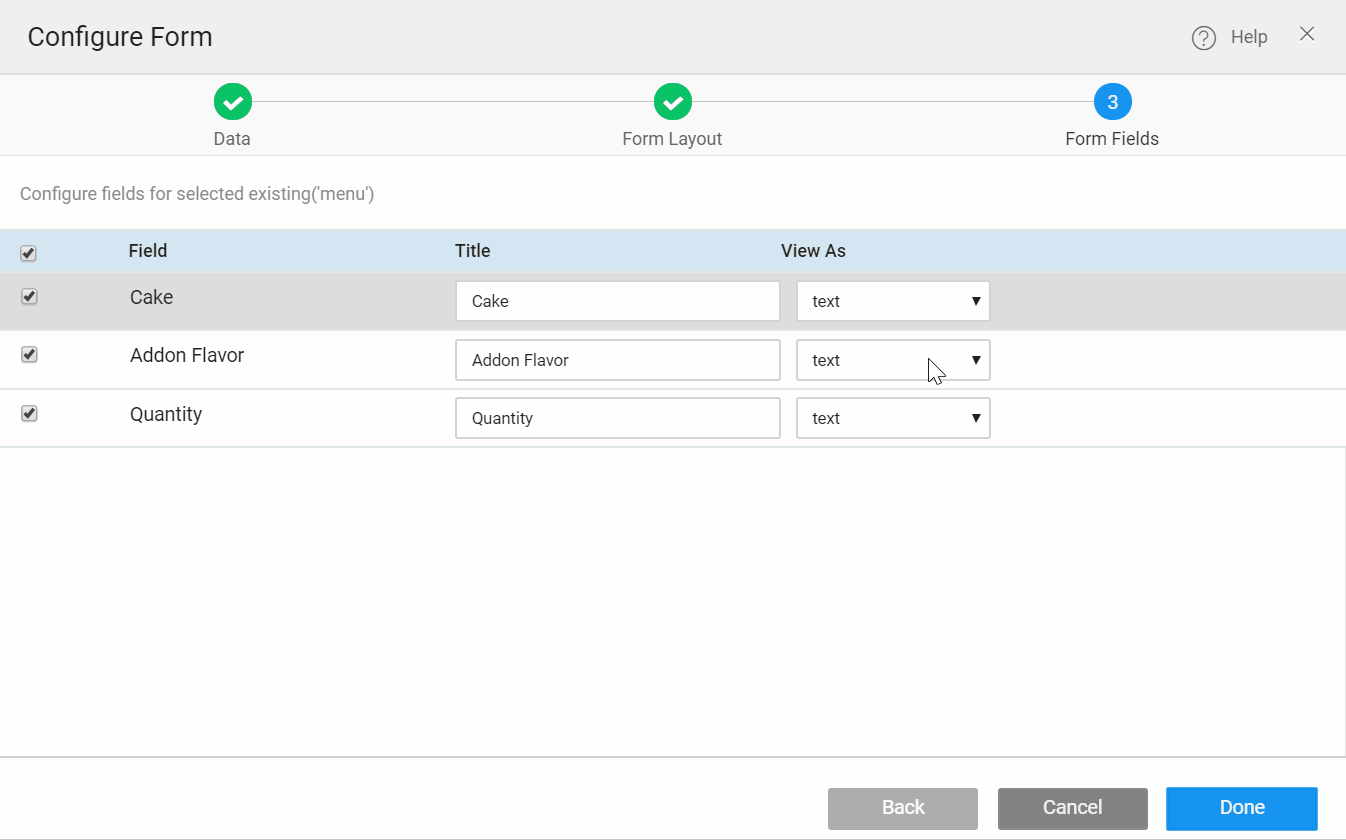 Configure Form
Help
3
Data
Form Layout
Form Fields
Configure fields for selected existing('menu')
Field Title View As
Cake Cake text
Addon Flavor Addon Flavor text
Quantity Quantity text
Back Cancel Done